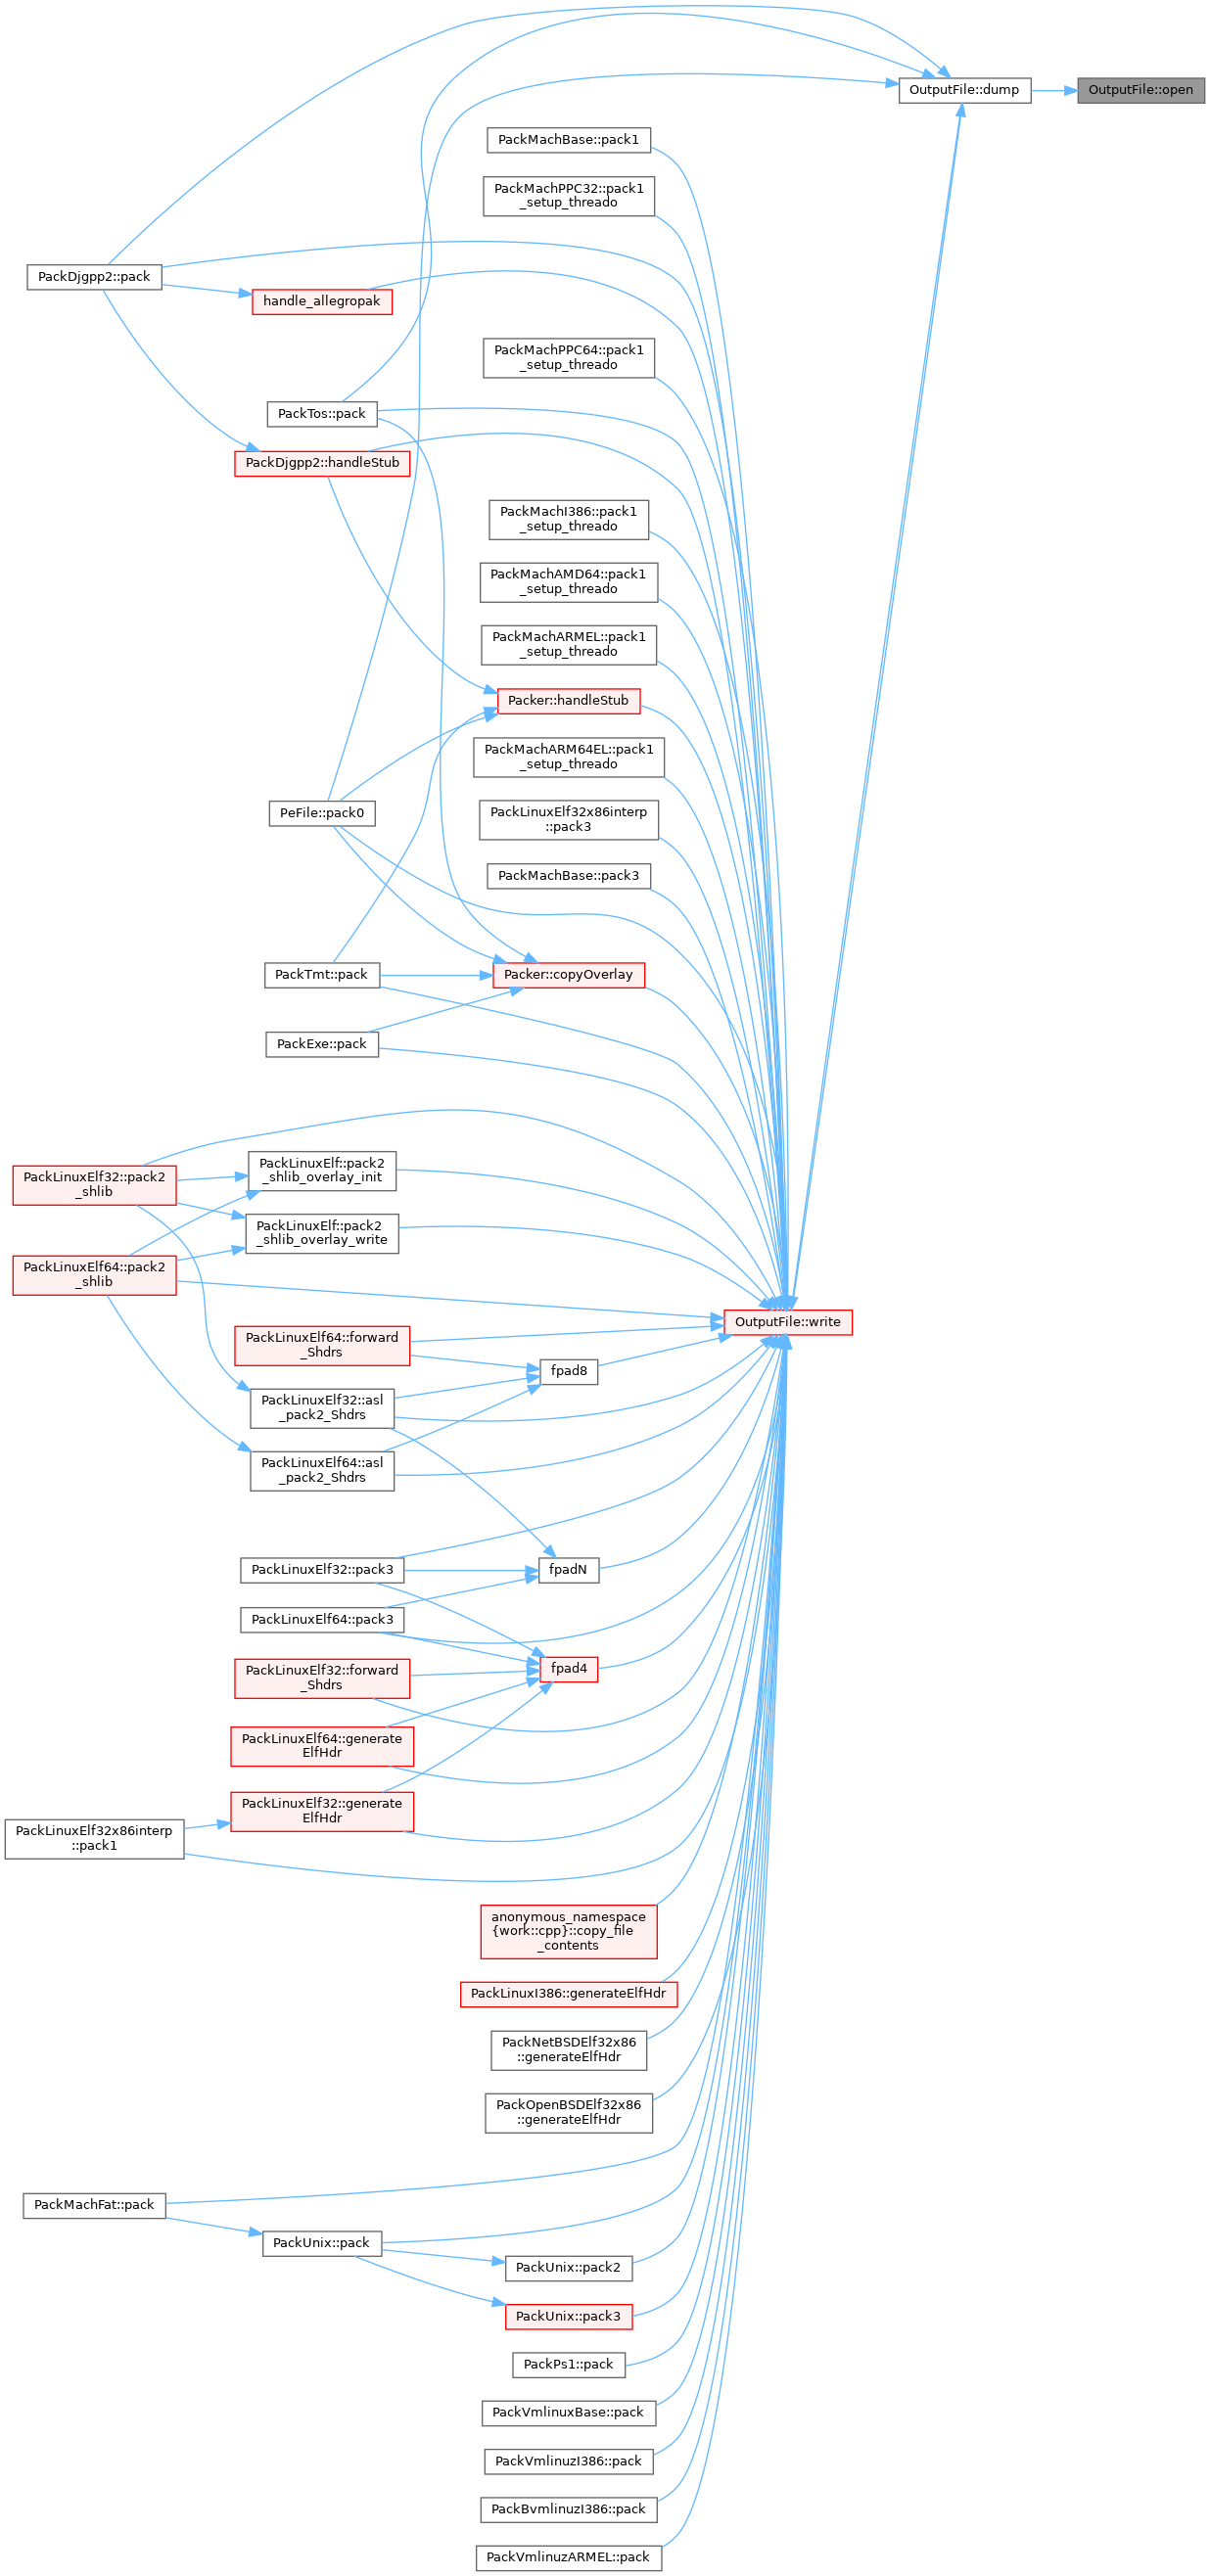 OutputFile::dump
OutputFile::open
PackMachBase::pack1
PackMachPPC32::pack1
_setup_threado
PackDjgpp2::pack
handle_allegropak
PackMachPPC64::pack1
_setup_threado
PackTos::pack
PackDjgpp2::handleStub
PackMachI386::pack1
_setup_threado
PackMachAMD64::pack1
_setup_threado
PackMachARMEL::pack1
_setup_threado
Packer::handleStub
PackMachARM64EL::pack1
_setup_threado
PeFile::pack0
PackLinuxElf32x86interp
::pack3
PackMachBase::pack3
PackTmt::pack
Packer::copyOverlay
PackExe::pack
PackLinuxElf32::pack2
_shlib
PackLinuxElf::pack2
_shlib_overlay_init
PackLinuxElf::pack2
_shlib_overlay_write
PackLinuxElf64::pack2
_shlib
OutputFile::write
PackLinuxElf64::forward
_Shdrs
fpad8
PackLinuxElf32::asl
_pack2_Shdrs
PackLinuxElf64::asl
_pack2_Shdrs
PackLinuxElf32::pack3
fpadN
PackLinuxElf64::pack3
PackLinuxElf32::forward
_Shdrs
fpad4
PackLinuxElf64::generate
ElfHdr
PackLinuxElf32::generate
ElfHdr
PackLinuxElf32x86interp
::pack1
anonymous_namespace
{work::cpp}::copy_file
_contents
PackLinuxI386::generateElfHdr
PackNetBSDElf32x86
::generateElfHdr
PackOpenBSDElf32x86
::generateElfHdr
PackMachFat::pack
PackUnix::pack
PackUnix::pack2
PackUnix::pack3
PackPs1::pack
PackVmlinuxBase::pack
PackVmlinuzI386::pack
PackBvmlinuzI386::pack
PackVmlinuzARMEL::pack